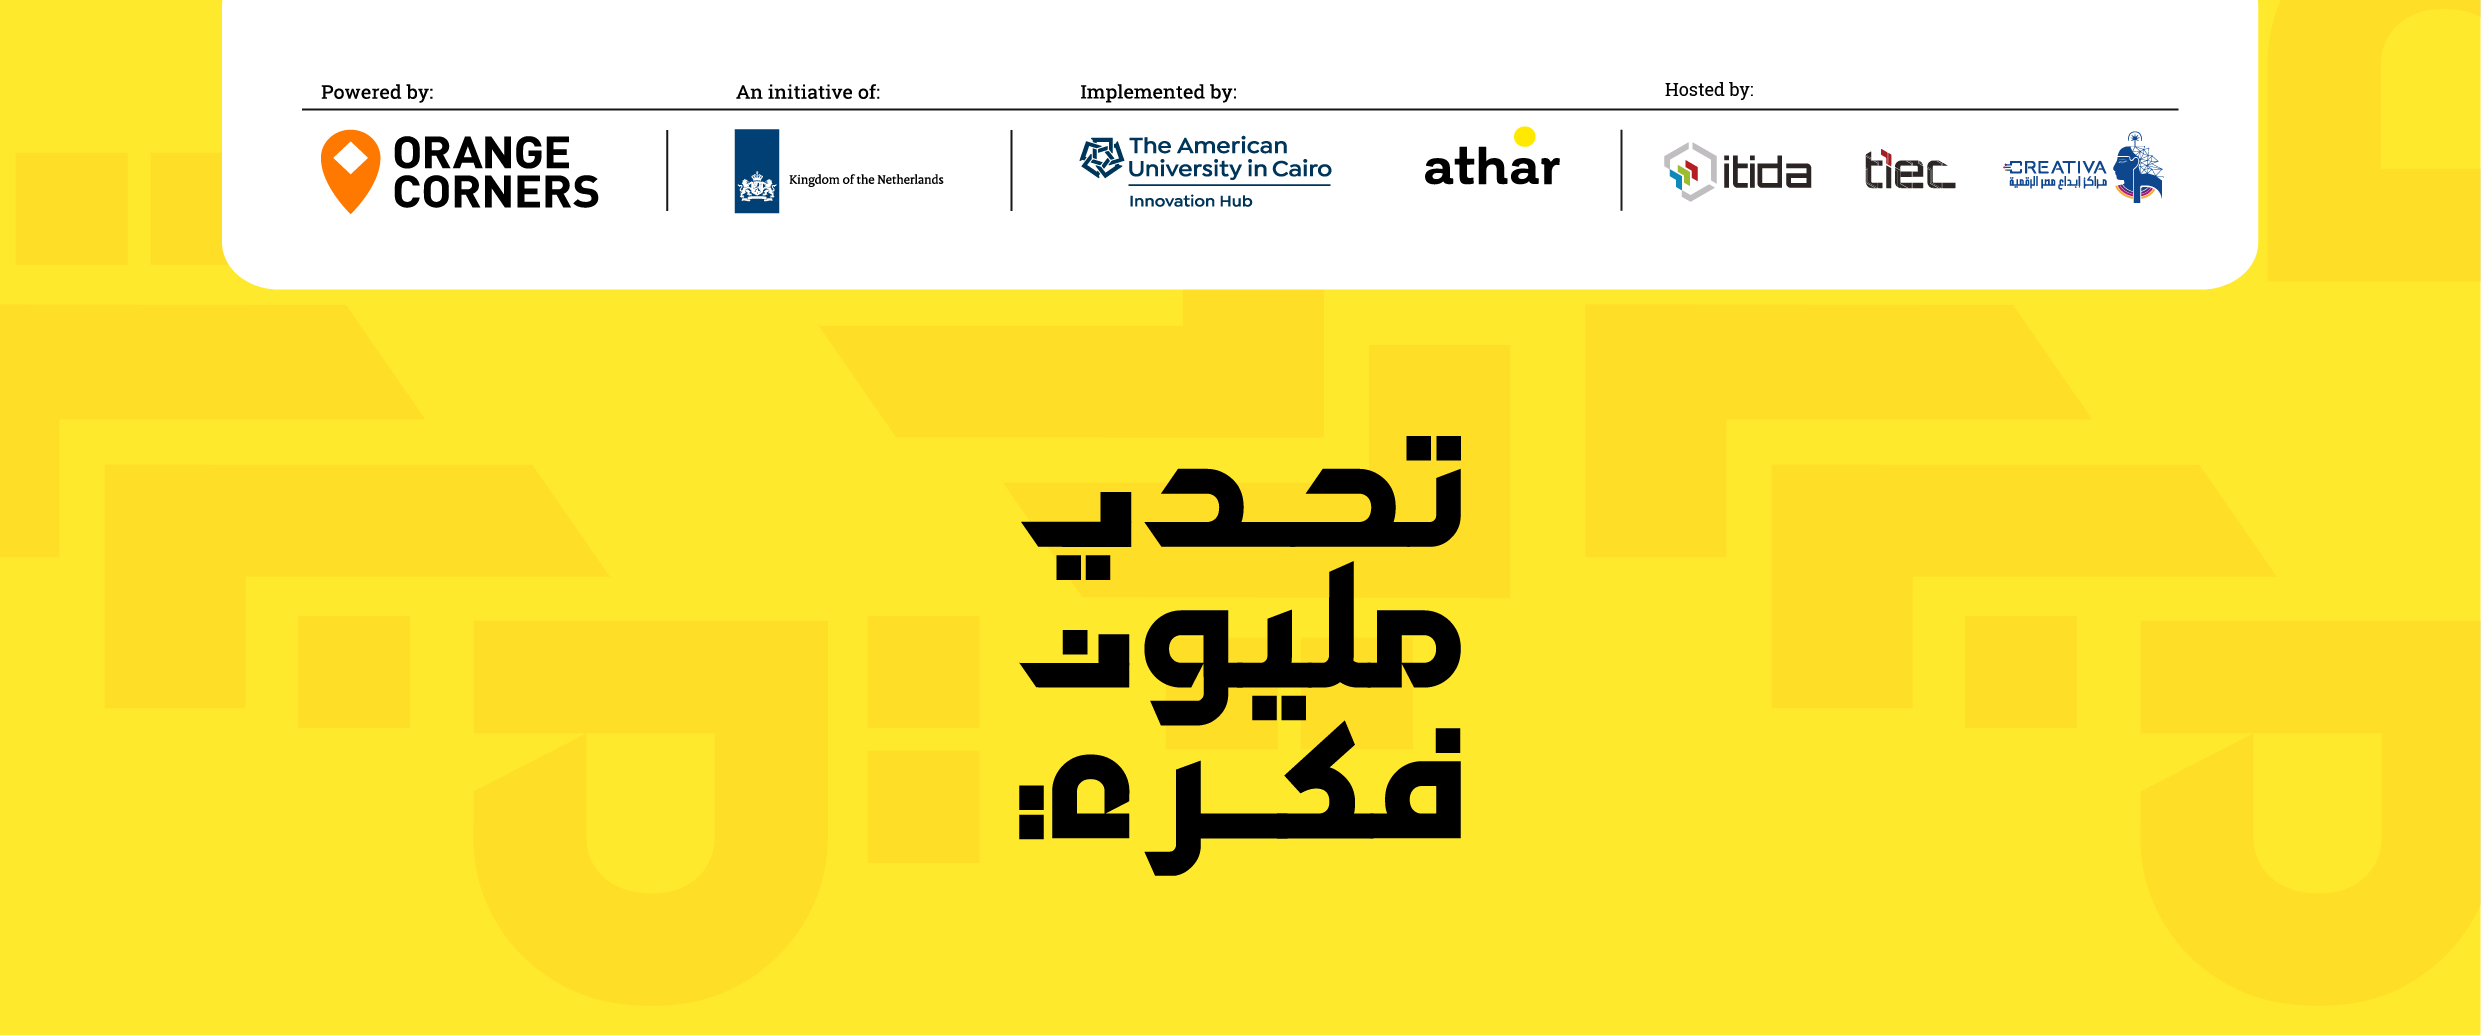 Powered by:
An initiative of:
Implemented by:
Hosted by:
ORANGE
CORNERS
Kingdom of the Netherlands
The American
University in Cairo
Innovation Hub
athar
itida
tiec
CREATIVA
مراكز إبداع مصر الرقمية
تحدي
مليون
فكرة